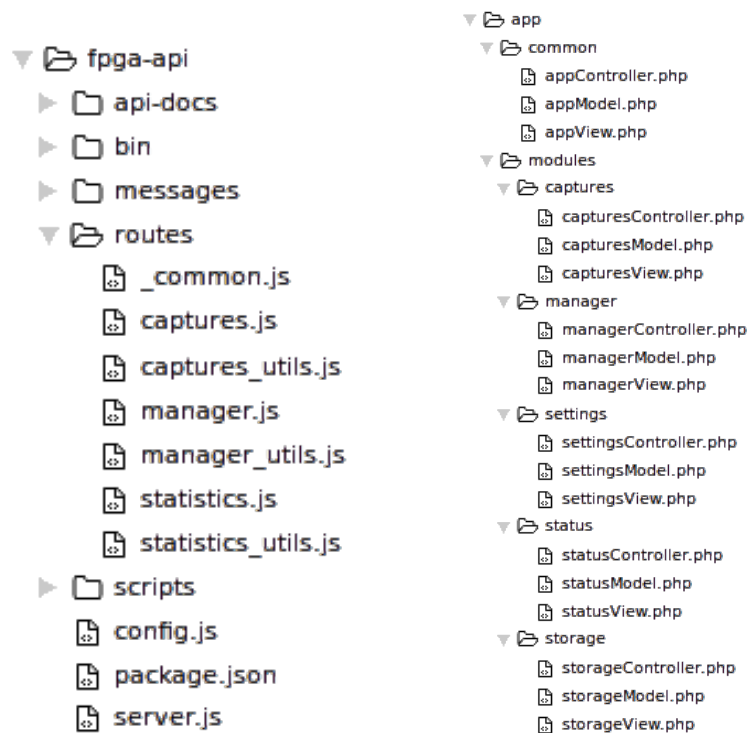 fpga-api
api-docs
bin
messages
routes
_common.js
captures.js
captures_utils.js
manager.js
manager_utils.js
statistics.js
statistics_utils.js
scripts
config.js
package.json
server.js
app
common
appController.php
appModel.php
appView.php
modules
captures
capturesController.php
capturesModel.php
capturesView.php
manager
managerController.php
managerModel.php
managerView.php
settings
settingsController.php
settingsModel.php
settingsView.php
status
statusController.php
statusModel.php
statusView.php
storage
storageController.php
storageModel.php
storageView.php